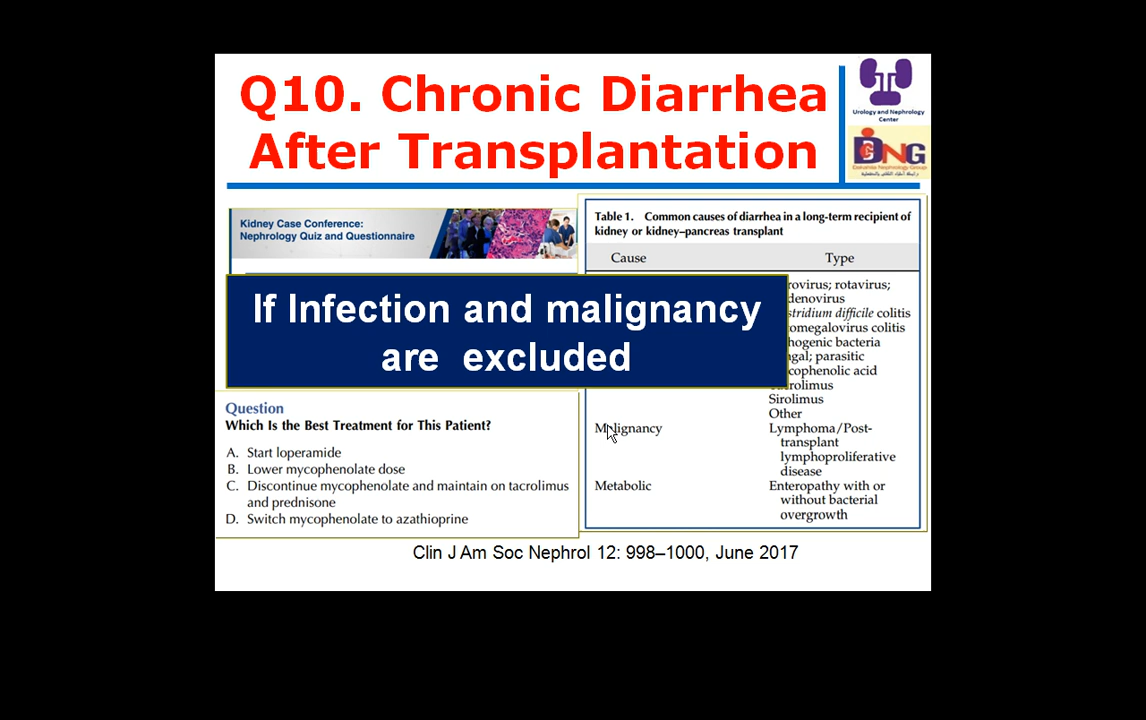 Q10. Chronic Diarrhea
After Transplantation
Urology and Nephrology
Center
DNG
Kidney Case Conference:
Nephrology Quiz and Questionnaire
If Infection and malignancy
are excluded
Question
Which Is the Best Treatment for This Patient?
A. Start loperamide
B. Lower mycophenolate dose
C. Discontinue mycophenolate and maintain on tacrolimus
and prednisone
D. Switch mycophenolate to azathioprine
Table 1. Common causes of diarrhea in a long-term recipient of
kidney or kidney–pancreas transplant
Cause Type
rovirus; rotavirus;
denovirus
stridium difficile colitis
omegalovirus colitis
hogenic bacteria
gal; parasitic
cophenolic acid
crolimus
Sirolimus
Other
Malignancy Lymphoma/Post-
transplant
lymphoproliferative
disease
Metabolic Enteropathy with or
without bacterial
overgrowth
Clin J Am Soc Nephrol 12: 998–1000, June 2017